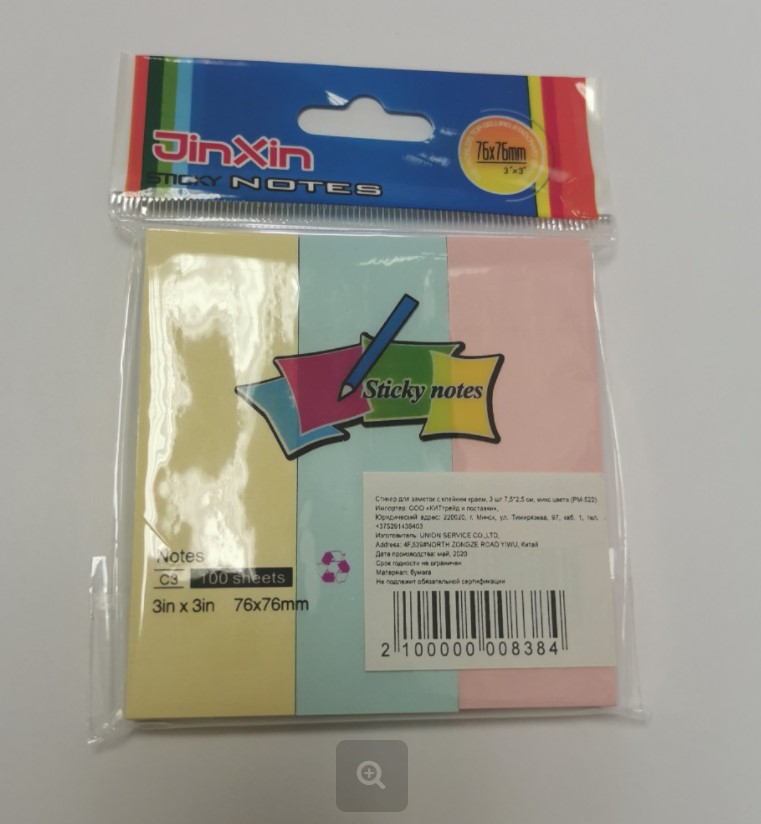 JinXin
STICKY NOTES
76x76mm
3"×3"
Sticky notes
Стикер для заметок с клейким краем, 3 шт 7,5*2,5 см, микс цвета (РМ-522)
Импортер: ООО «КИТтрейд и поставки»,
Юридический адрес: 220020, г. Минск, ул. Тимирязева, 97, каб. 1, тел.
+375291438403
Изготовитель: UNION SERVICE CO.,LTD,
Address: 4F,539#NORTH ZONGZE ROAD YIWU, Китай
Дата производства: май, 2020
Срок годности не ограничен
Материал: бумага
Не подлежит обязательной сертификации
Notes
C3 100 sheets
3in x 3in 76x76mm
2 100000 008384